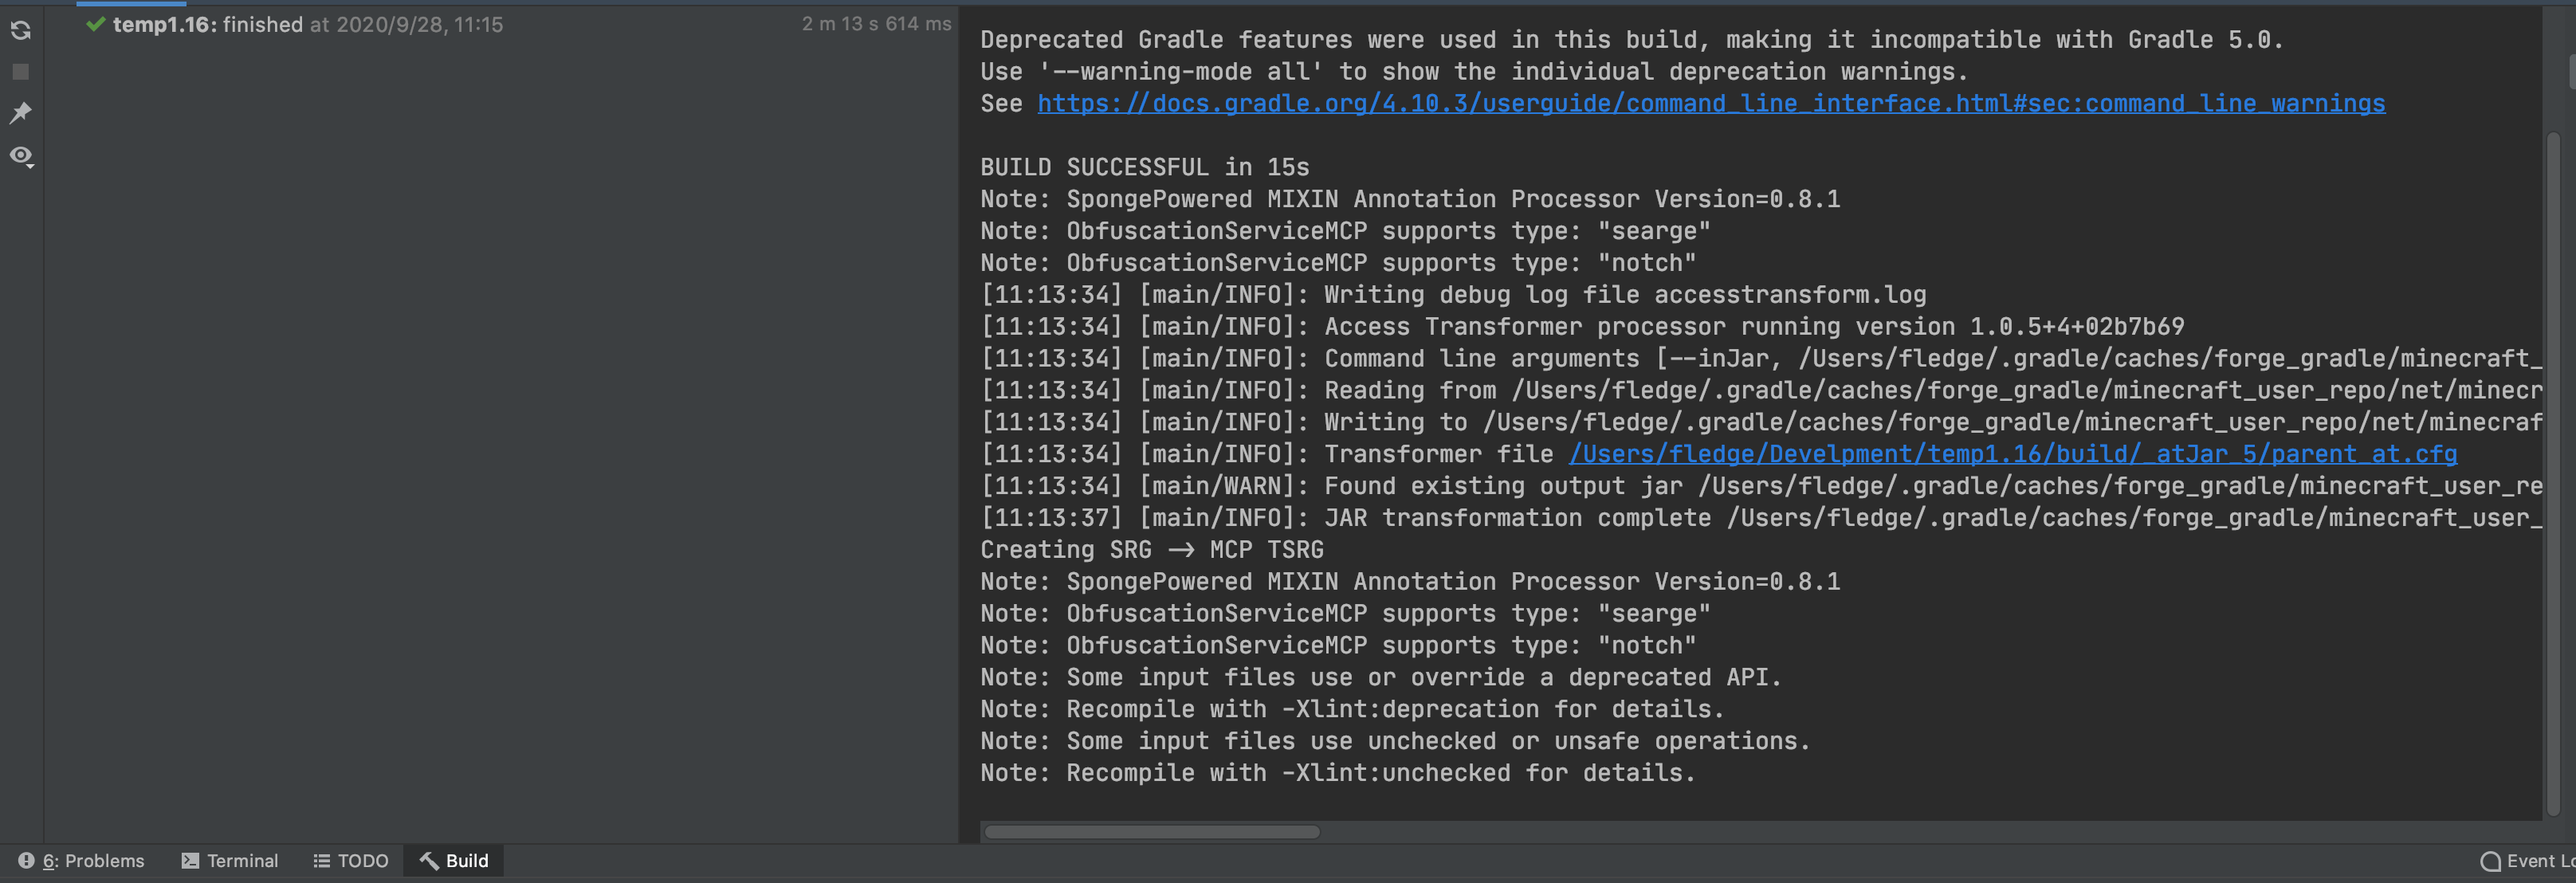 temp1.16: finished at 2020/9/28, 11:15 2 m 13 s 614 ms
Deprecated Gradle features were used in this build, making it incompatible with Gradle 5.0.
Use '--warning-mode all' to show the individual deprecation warnings.
See https://docs.gradle.org/4.10.3/userguide/command_line_interface.html#sec:command_line_warnings
BUILD SUCCESSFUL in 15s
Note: SpongePowered MIXIN Annotation Processor Version=0.8.1
Note: ObfuscationServiceMCP supports type: "searge"
Note: ObfuscationServiceMCP supports type: "notch"
[11:13:34] [main/INFO]: Writing debug log file accesstransform.log
[11:13:34] [main/INFO]: Access Transformer processor running version 1.0.5+4+02b7b69
[11:13:34] [main/INFO]: Command line arguments [--inJar, /Users/fledge/.gradle/caches/forge_gradle/minecraft_
[11:13:34] [main/INFO]: Reading from /Users/fledge/.gradle/caches/forge_gradle/minecraft_user_repo/net/minecr
[11:13:34] [main/INFO]: Writing to /Users/fledge/.gradle/caches/forge_gradle/minecraft_user_repo/net/minecraf
[11:13:34] [main/INFO]: Transformer file /Users/fledge/Develpment/temp1.16/build/_atJar_5/parent_at.cfg
[11:13:34] [main/WARN]: Found existing output jar /Users/fledge/.gradle/caches/forge_gradle/minecraft_user_re
[11:13:37] [main/INFO]: JAR transformation complete /Users/fledge/.gradle/caches/forge_gradle/minecraft_user_
Creating SRG -> MCP TSRG
Note: SpongePowered MIXIN Annotation Processor Version=0.8.1
Note: ObfuscationServiceMCP supports type: "searge"
Note: ObfuscationServiceMCP supports type: "notch"
Note: Some input files use or override a deprecated API.
Note: Recompile with -Xlint:deprecation for details.
Note: Some input files use unchecked or unsafe operations.
Note: Recompile with -Xlint:unchecked for details.
6: Problems Terminal TODO Build Event Lo